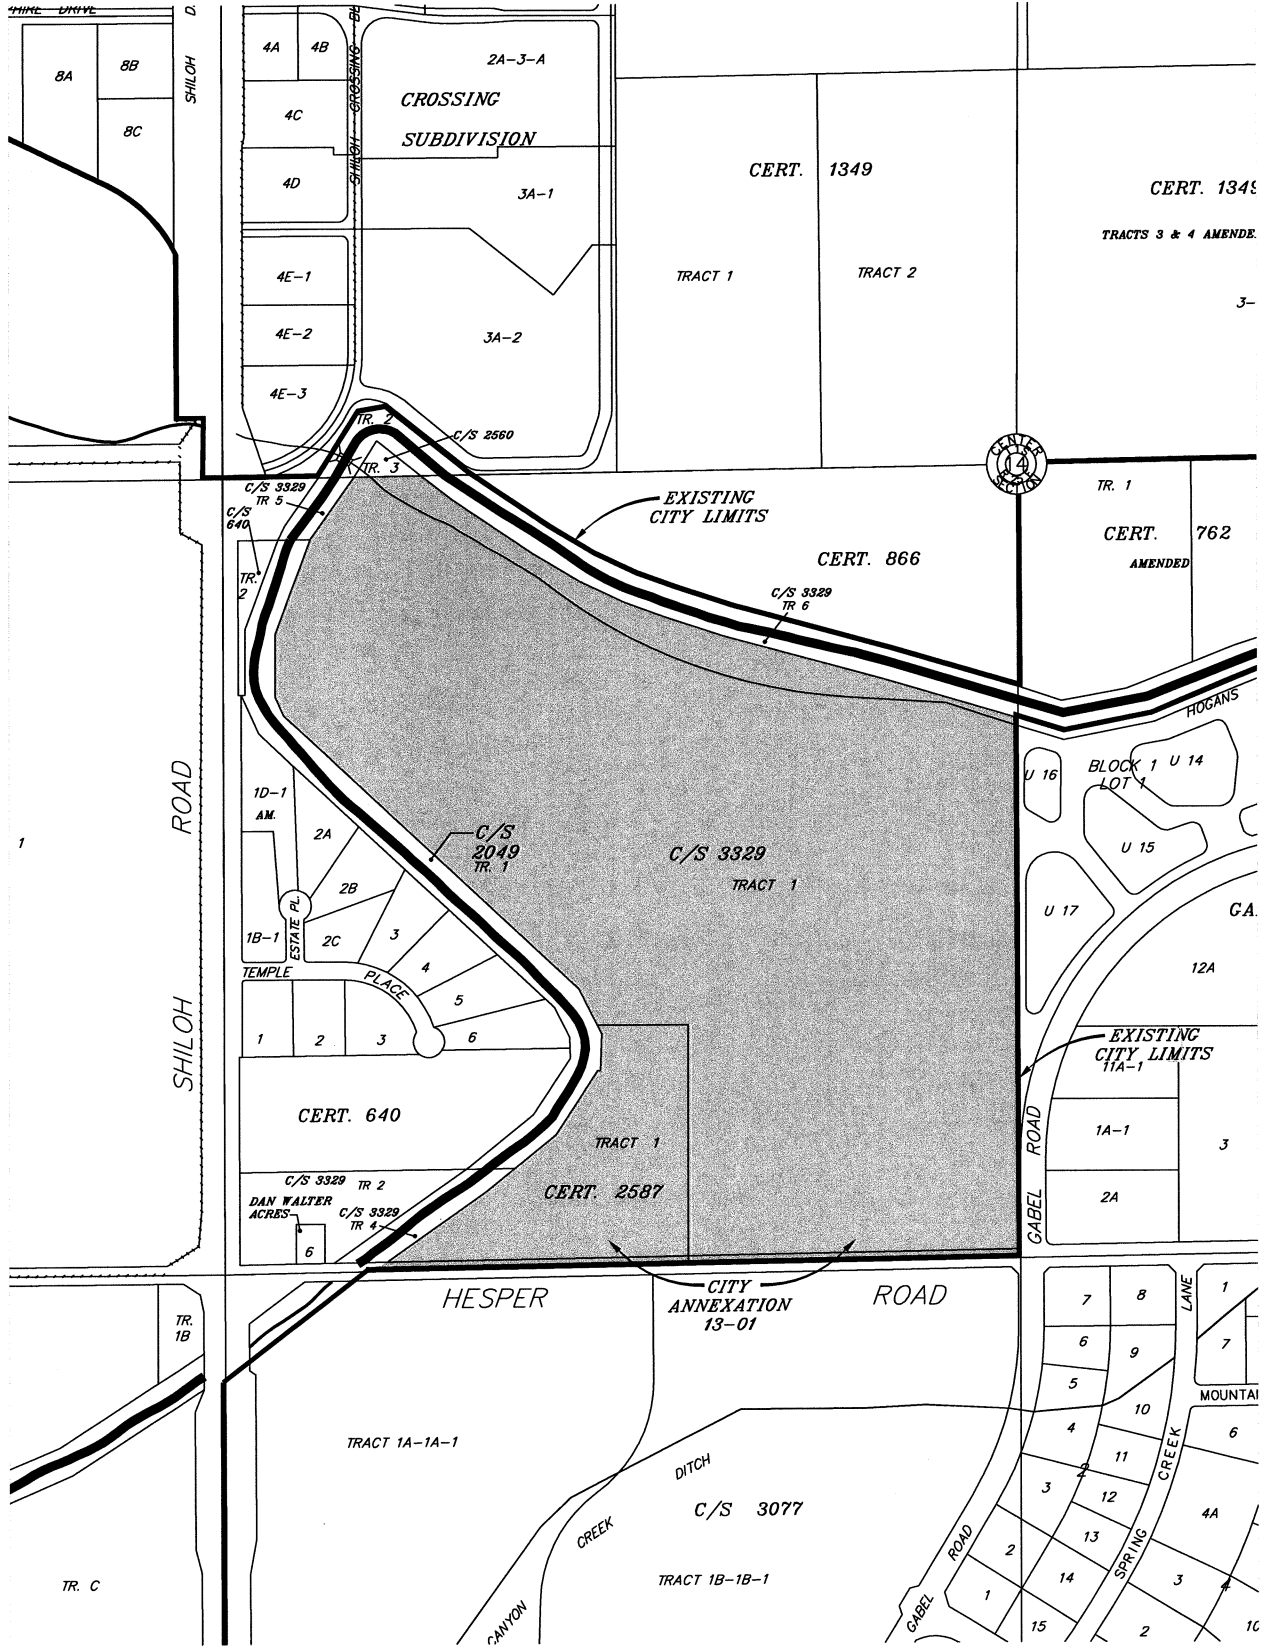 SHILOH D.
8A
8B
8C
4A
4B
4C
4D
SHILOH CROSSING BL
2A-3-A
CROSSING
SUBDIVISION
3A-1
4E-1
4E-2
4E-3
3A-2
CERT. 1349
TRACT 1
TRACT 2
CERT. 1349
TRACTS 3 & 4 AMENDE
3-
TR. 2
C/S 2560
TR. 3
C/S 3329
TR 5
C/S
640
TR.
2
EXISTING
CITY LIMITS
CENTER
14
SECTION
TR. 1
CERT. 762
AMENDED
CERT. 866
C/S 3329
TR 6
HOGANS
U 16
BLOCK 1
LOT 1
U 14
U 15
U 17
GA.
12A
SHILOH ROAD
1
1D-1
AM.
2A
2B
2C
1B-1
ESTATE PL.
3
4
5
6
TEMPLE PLACE
1
2
3
C/S
2049
TR. 1
C/S 3329
TRACT 1
EXISTING
CITY LIMITS
11A-1
1A-1
2A
3
GABEL ROAD
CERT. 640
TRACT 1
CERT. 2587
C/S 3329 TR 2
DAN WALTER
ACRES
6
C/S 3329
TR 4
HESPER ROAD
CITY
ANNEXATION
13-01
TR.
1B
TRACT 1A-1A-1
TR. C
CANYON CREEK DITCH
C/S 3077
TRACT 1B-1B-1
GABEL ROAD
7
8
6
9
5
10
4
11
2
3
12
13
2
14
1
15
SPRING CREEK LANE
1
7
MOUNTAI
6
4A
3
4
2
10